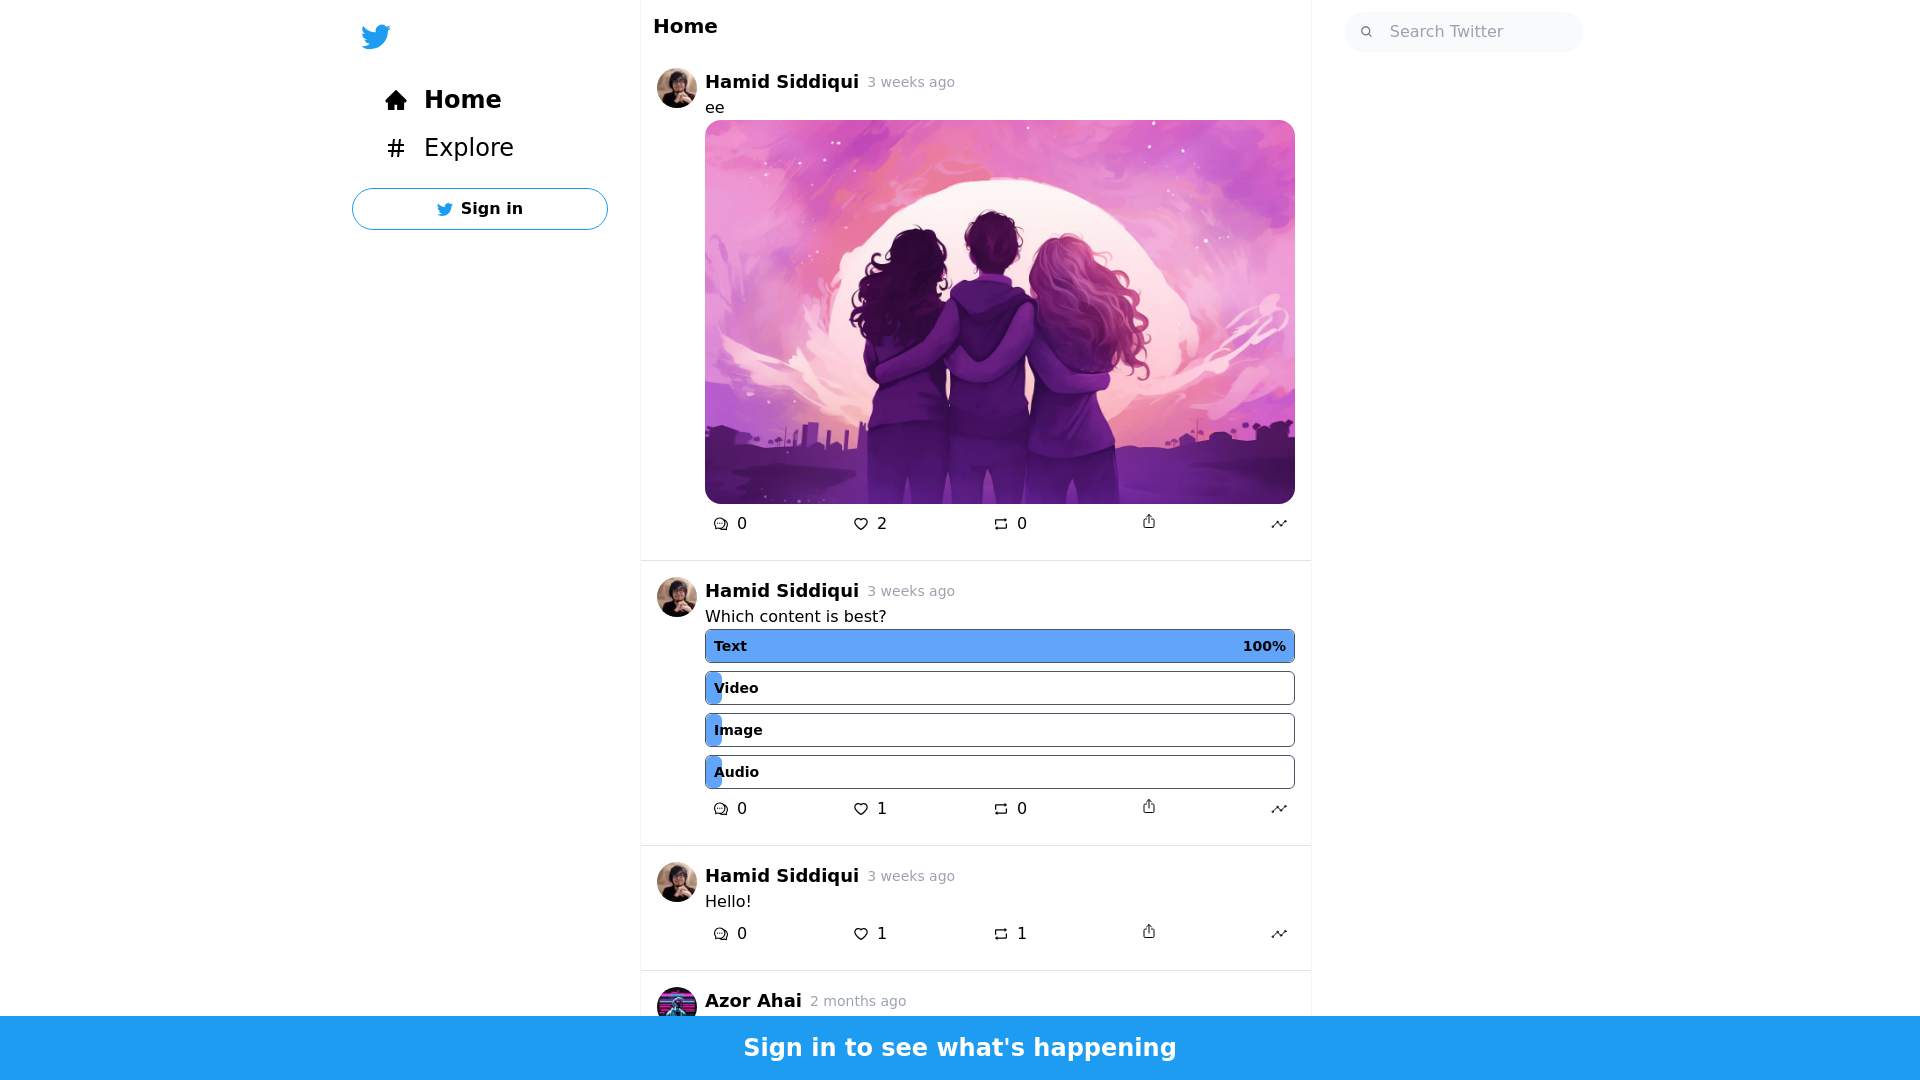 Home
Explore
Sign in
Home
Search Twitter
Hamid Siddiqui 3 weeks ago
ee
0 2 0
Hamid Siddiqui 3 weeks ago
Which content is best?
Text 100%
Video
Image
Audio
0 1 0
Hamid Siddiqui 3 weeks ago
Hello!
0 1 1
Azor Ahai 2 months ago
Sign in to see what's happening